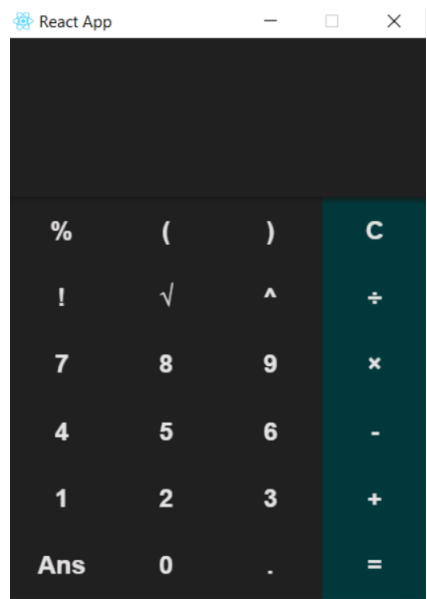 React App
% ( ) C
! √ ^ ÷
7 8 9 ×
4 5 6 -
1 2 3 +
Ans 0 . =